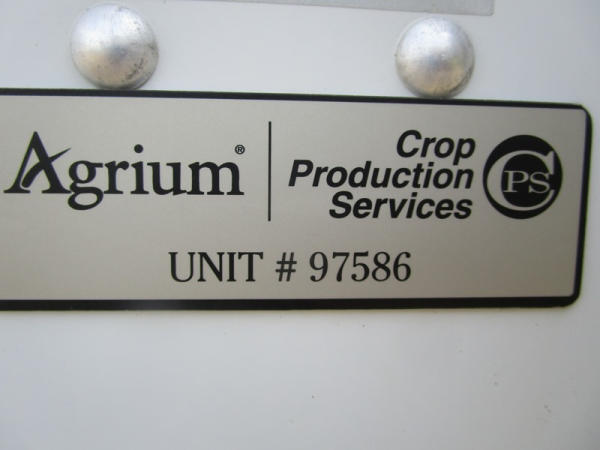 Agrium®
Crop
Production
Services
CPS
UNIT # 97586